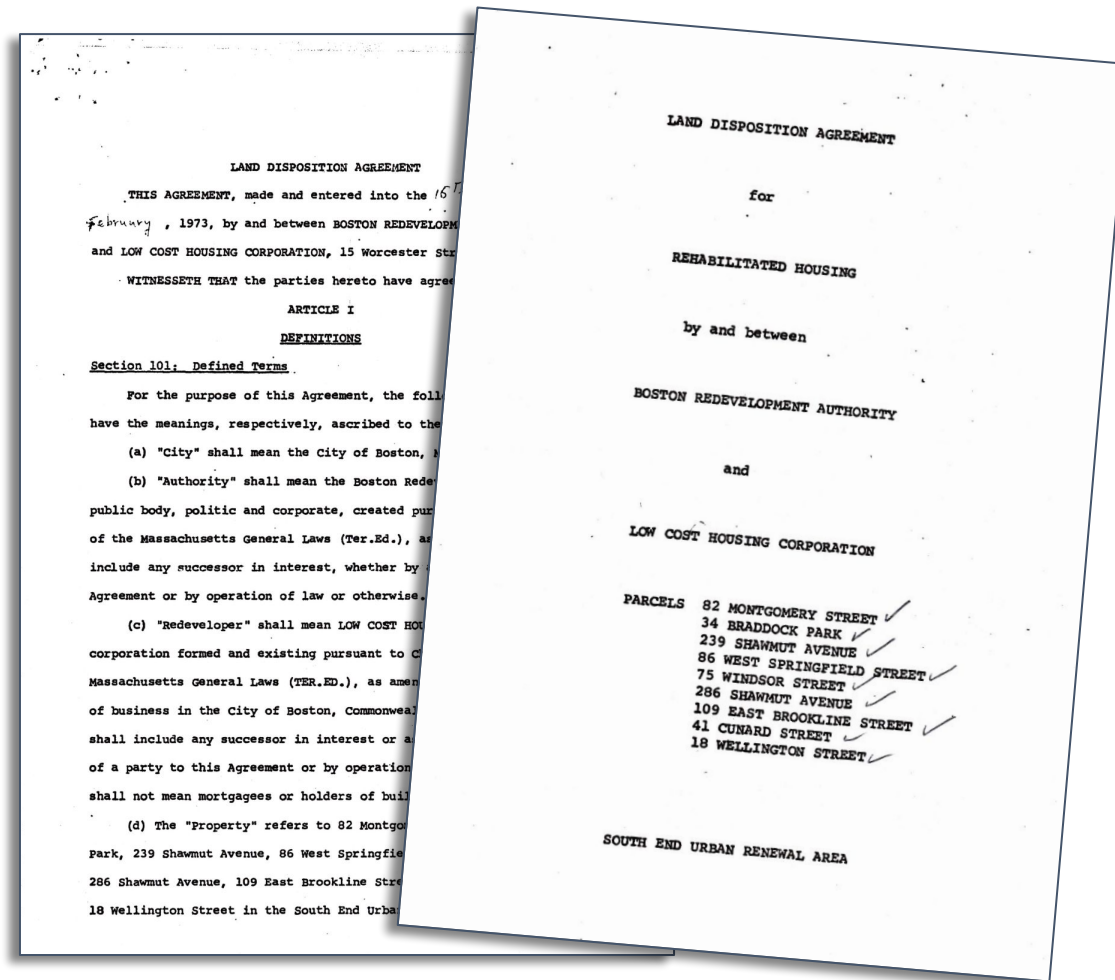 LAND DISPOSITION AGREEMENT
THIS AGREEMENT, made and entered into the 15T
February , 1973, by and between BOSTON REDEVELOPM
and LOW COST HOUSING CORPORATION, 15 Worcester Str
WITNESSETH THAT the parties hereto have agre
ARTICLE I
DEFINITIONS
Section 101: Defined Terms
For the purpose of this Agreement, the foll
have the meanings, respectively, ascribed to the
(a) "City" shall mean the City of Boston,
(b) "Authority" shall mean the Boston Rede
public body, politic and corporate, created pur
of the Massachusetts General Laws (Ter.Ed.), as
include any successor in interest, whether by
Agreement or by operation of law or otherwise.
(c) "Redeveloper" shall mean LOW COST HOU
corporation formed and existing pursuant to C
Massachusetts General Laws (TER.ED.), as amen
of business in the City of Boston, Commonweal
shall include any successor in interest or as
of a party to this Agreement or by operation
shall not mean mortgagees or holders of buil
(d) The "Property" refers to 82 Montgo
Park, 239 Shawmut Avenue, 86 West Springfie
286 Shawmut Avenue, 109 East Brookline Stre
18 Wellington Street in the South End Urba
LAND DISPOSITION AGREEMENT
for
REHABILITATED HOUSING
by and between
BOSTON REDEVELOPMENT AUTHORITY
and
LOW COST HOUSING CORPORATION
PARCELS 82 MONTGOMERY STREET
34 BRADDOCK PARK
239 SHAWMUT AVENUE
86 WEST SPRINGFIELD STREET
75 WINDSOR STREET
286 SHAWMUT AVENUE
109 EAST BROOKLINE STREET
41 CUNARD STREET
18 WELLINGTON STREET
SOUTH END URBAN RENEWAL AREA